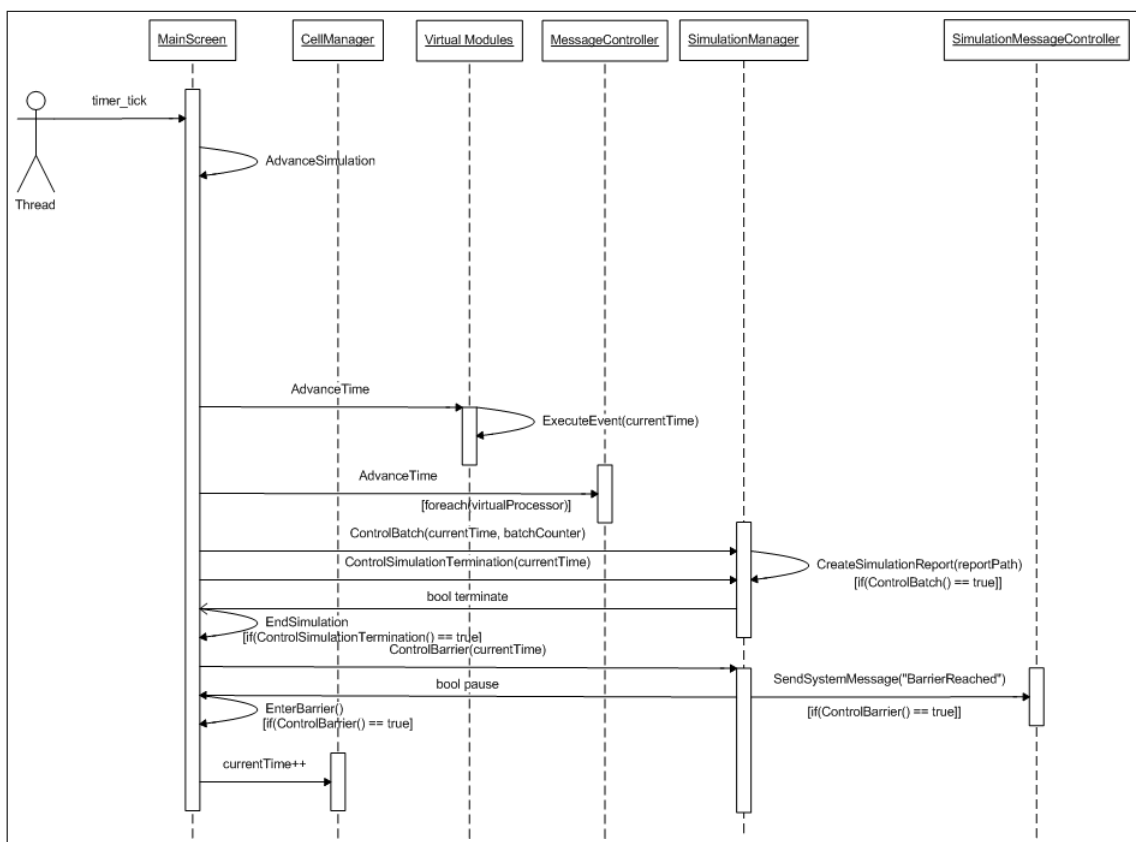 MainScreen
CellManager
Virtual Modules
MessageController
SimulationManager
SimulationMessageController
timer_tick
Thread
AdvanceSimulation
AdvanceTime
ExecuteEvent(currentTime)
AdvanceTime
[foreach(virtualProcessor)]
ControlBatch(currentTime, batchCounter)
ControlSimulationTermination(currentTime)
CreateSimulationReport(reportPath)
[if(ControlBatch() == true]]
bool terminate
EndSimulation
[if(ControlSimulationTermination() == true]
ControlBarrier(currentTime)
bool pause
SendSystemMessage("BarrierReached")
EnterBarrier()
[if(ControlBarrier() == true]
[if(ControlBarrier() == true]]
currentTime++